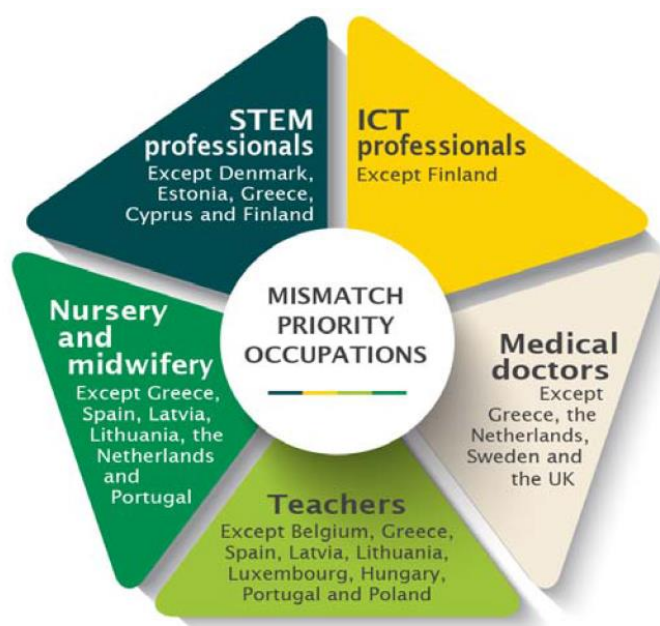 STEM
professionals
Except Denmark,
Estonia, Greece,
Cyprus and Finland
ICT
professionals
Except Finland
MISMATCH
PRIORITY
OCCUPATIONS
Nursery
and
midwifery
Except Greece,
Spain, Latvia,
Lithuania, the
Netherlands
and
Portugal
Medical
doctors
Except
Greece, the
Netherlands,
Sweden and
the UK
Teachers
Except Belgium, Greece,
Spain, Latvia, Lithuania,
Luxembourg, Hungary,
Portugal and Poland